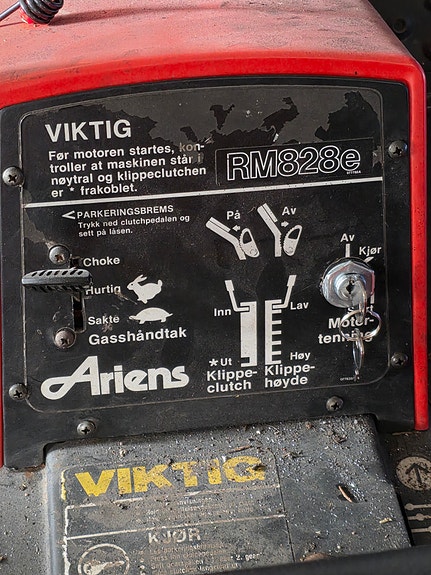 VIKTIG
Før motoren startes, kon-
troller at maskinen står i
nøytral og klippeclutchen
er * frakoblet.
RM828e
PARKERINGSBREMS
Trykk ned clutchpedalen og
sett på låsen.
På
Av
Av
Kjør
Choke
Hurtig
Sakte
Gasshåndtak
Inn
Lav
Motor-
tenning
*Ut
Høy
Klippe-
clutch
Klippe-
høyde
Ariens
VIKTIG
KJØR
2. gear